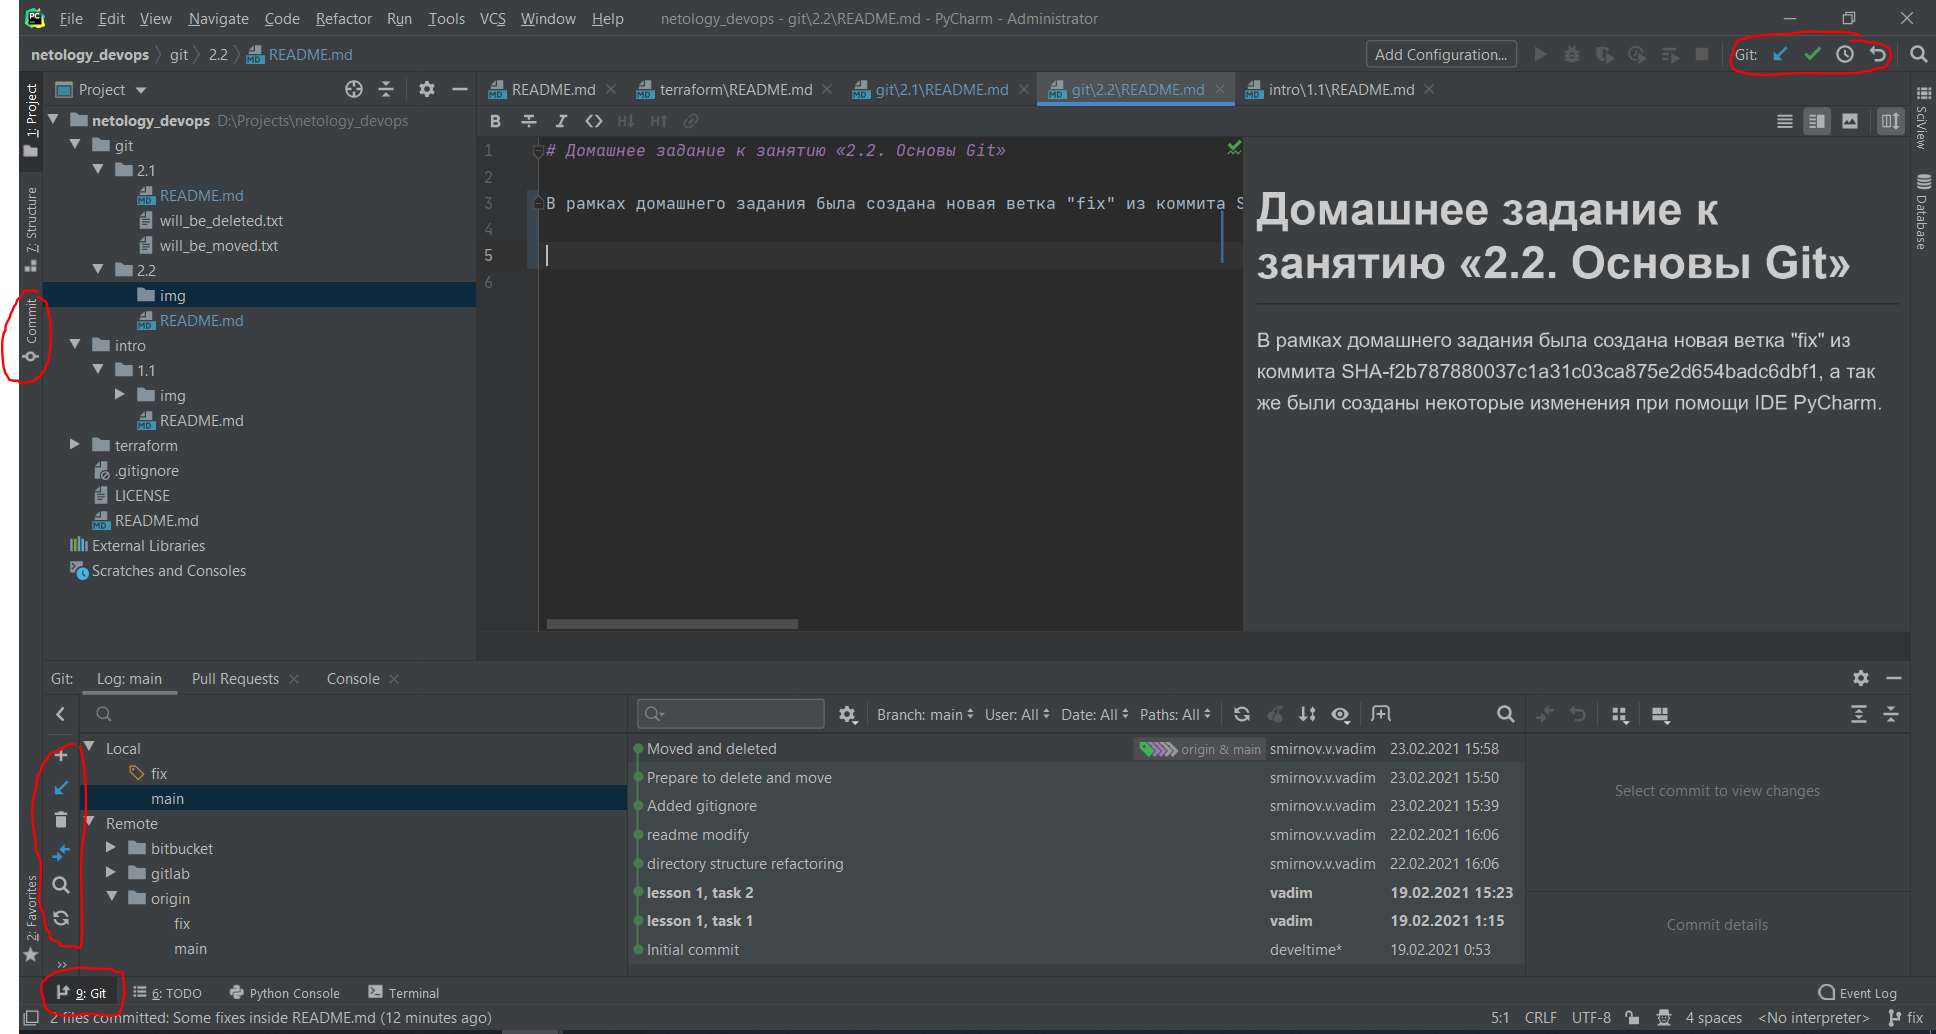 File Edit View Navigate Code Refactor Run Tools VCS Window Help netology_devops - git\2.2\README.md - PyCharm - Administrator
netology_devops git 2.2 README.md Add Configuration... Git:
Project
README.md terraform\README.md git\2.1\README.md git\2.2\README.md intro\1.1\README.md
1: Project
7: Structure
Commit
2: Favorites
netology_devops D:\Projects\netology_devops
git
2.1
README.md
will_be_deleted.txt
will_be_moved.txt
2.2
img
README.md
intro
1.1
img
README.md
terraform
.gitignore
LICENSE
README.md
External Libraries
Scratches and Consoles
B I H↓ H↑
1 # Домашнее задание к занятию «2.2. Основы Git»
2
3 В рамках домашнего задания была создана новая ветка "fix" из коммита S
4
5
6
Домашнее задание к
занятию «2.2. Основы Git»
В рамках домашнего задания была создана новая ветка "fix" из
коммита SHA-f2b787880037c1a31c03ca875e2d654badc6dbf1, а так
же были созданы некоторые изменения при помощи IDE PyCharm.
SciView
Database
Git: Log: main Pull Requests Console
Branch: main User: All Date: All Paths: All
Local
fix
main
Remote
bitbucket
gitlab
origin
fix
main
Moved and deleted origin & main smirnov.v.vadim 23.02.2021 15:58
Prepare to delete and move smirnov.v.vadim 23.02.2021 15:50
Added gitignore smirnov.v.vadim 23.02.2021 15:39
readme modify smirnov.v.vadim 22.02.2021 16:06
directory structure refactoring smirnov.v.vadim 22.02.2021 16:06
lesson 1, task 2 vadim 19.02.2021 15:23
lesson 1, task 1 vadim 19.02.2021 1:15
Initial commit develtime* 19.02.2021 0:53
Select commit to view changes
Commit details
9: Git 6: TODO Python Console Terminal Event Log
2 files committed: Some fixes inside README.md (12 minutes ago) 5:1 CRLF UTF-8 4 spaces <No interpreter> fix